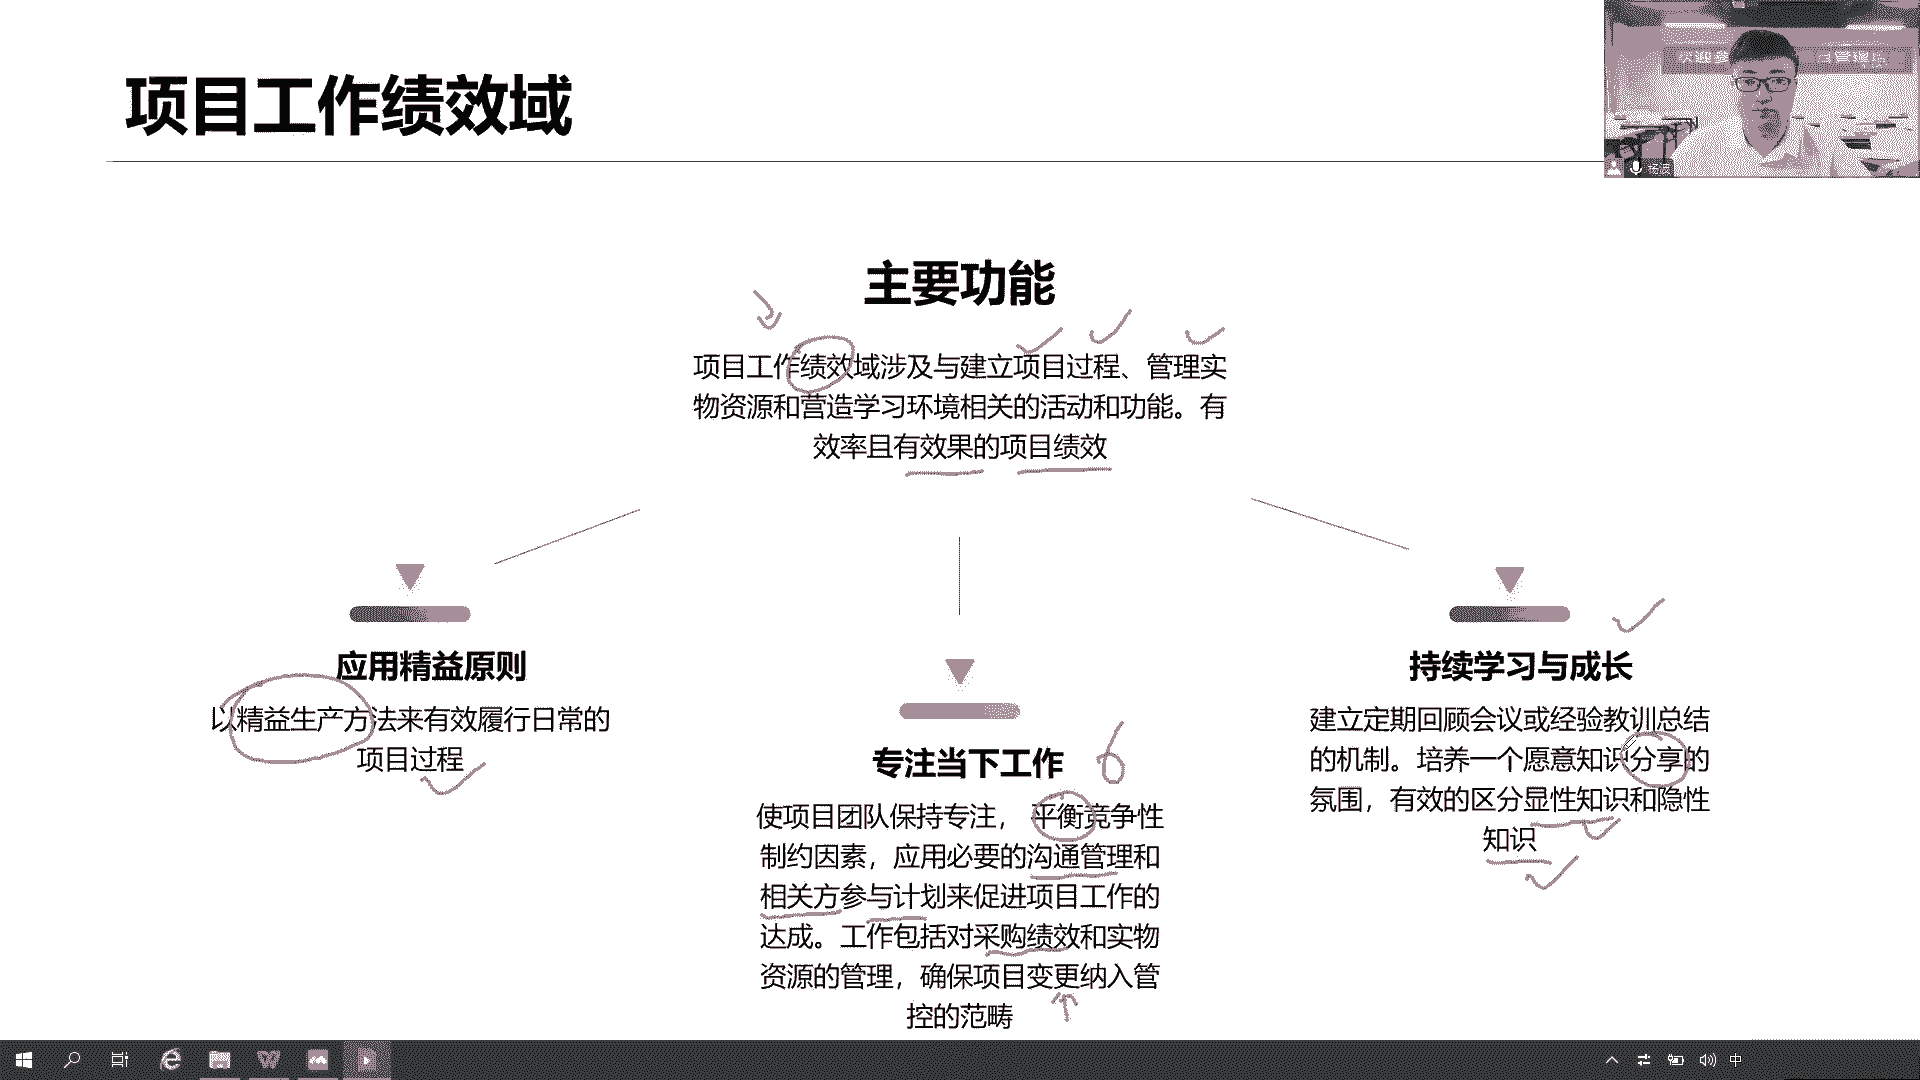 项目工作绩效域
杨波
主要功能
项目工作绩效域涉及与建立项目过程、管理实
物资源和营造学习环境相关的活动和功能。有
效率且有效果的项目绩效
应用精益原则
以精益生产方法来有效履行日常的
项目过程
专注当下工作
6
使项目团队保持专注， 平衡竞争性
制约因素，应用必要的沟通管理和
相关方参与计划来促进项目工作的
达成。工作包括对采购绩效和实物
资源的管理，确保项目变更纳入管
控的范畴
持续学习与成长
建立定期回顾会议或经验教训总结
的机制。培养一个愿意知识分享的
氛围，有效的区分显性知识和隐性
知识
中